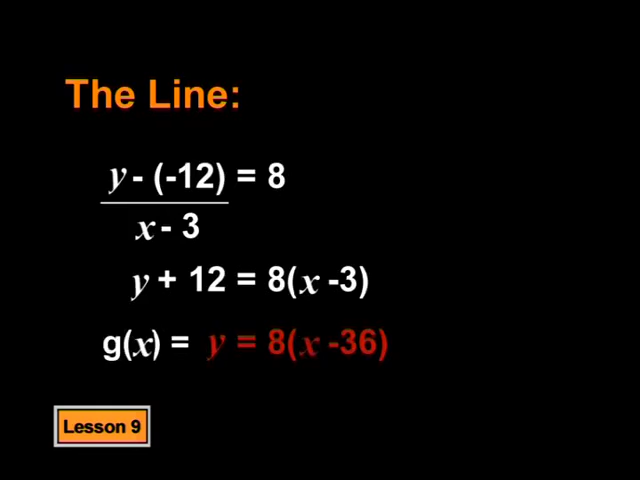 The Line:
y - (-12) = 8
x - 3
y + 12 = 8(x -3)
g(x) = y = 8(x -36)
Lesson 9